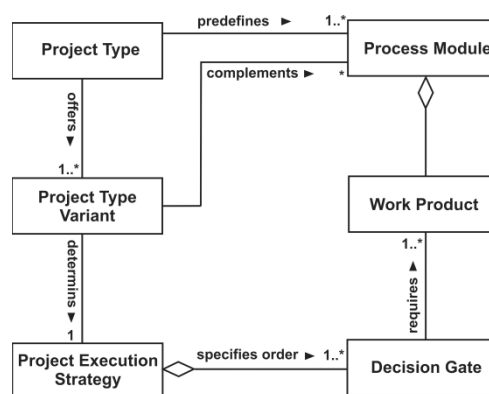 predefines ► 1..*
Project Type
Process Module
complements ► *
offers ►
1..*
Project Type
Variant
Work Product
1..*
determins ►
requires ►
1
Project Execution
Strategy
specifies order ► 1..*
Decision Gate